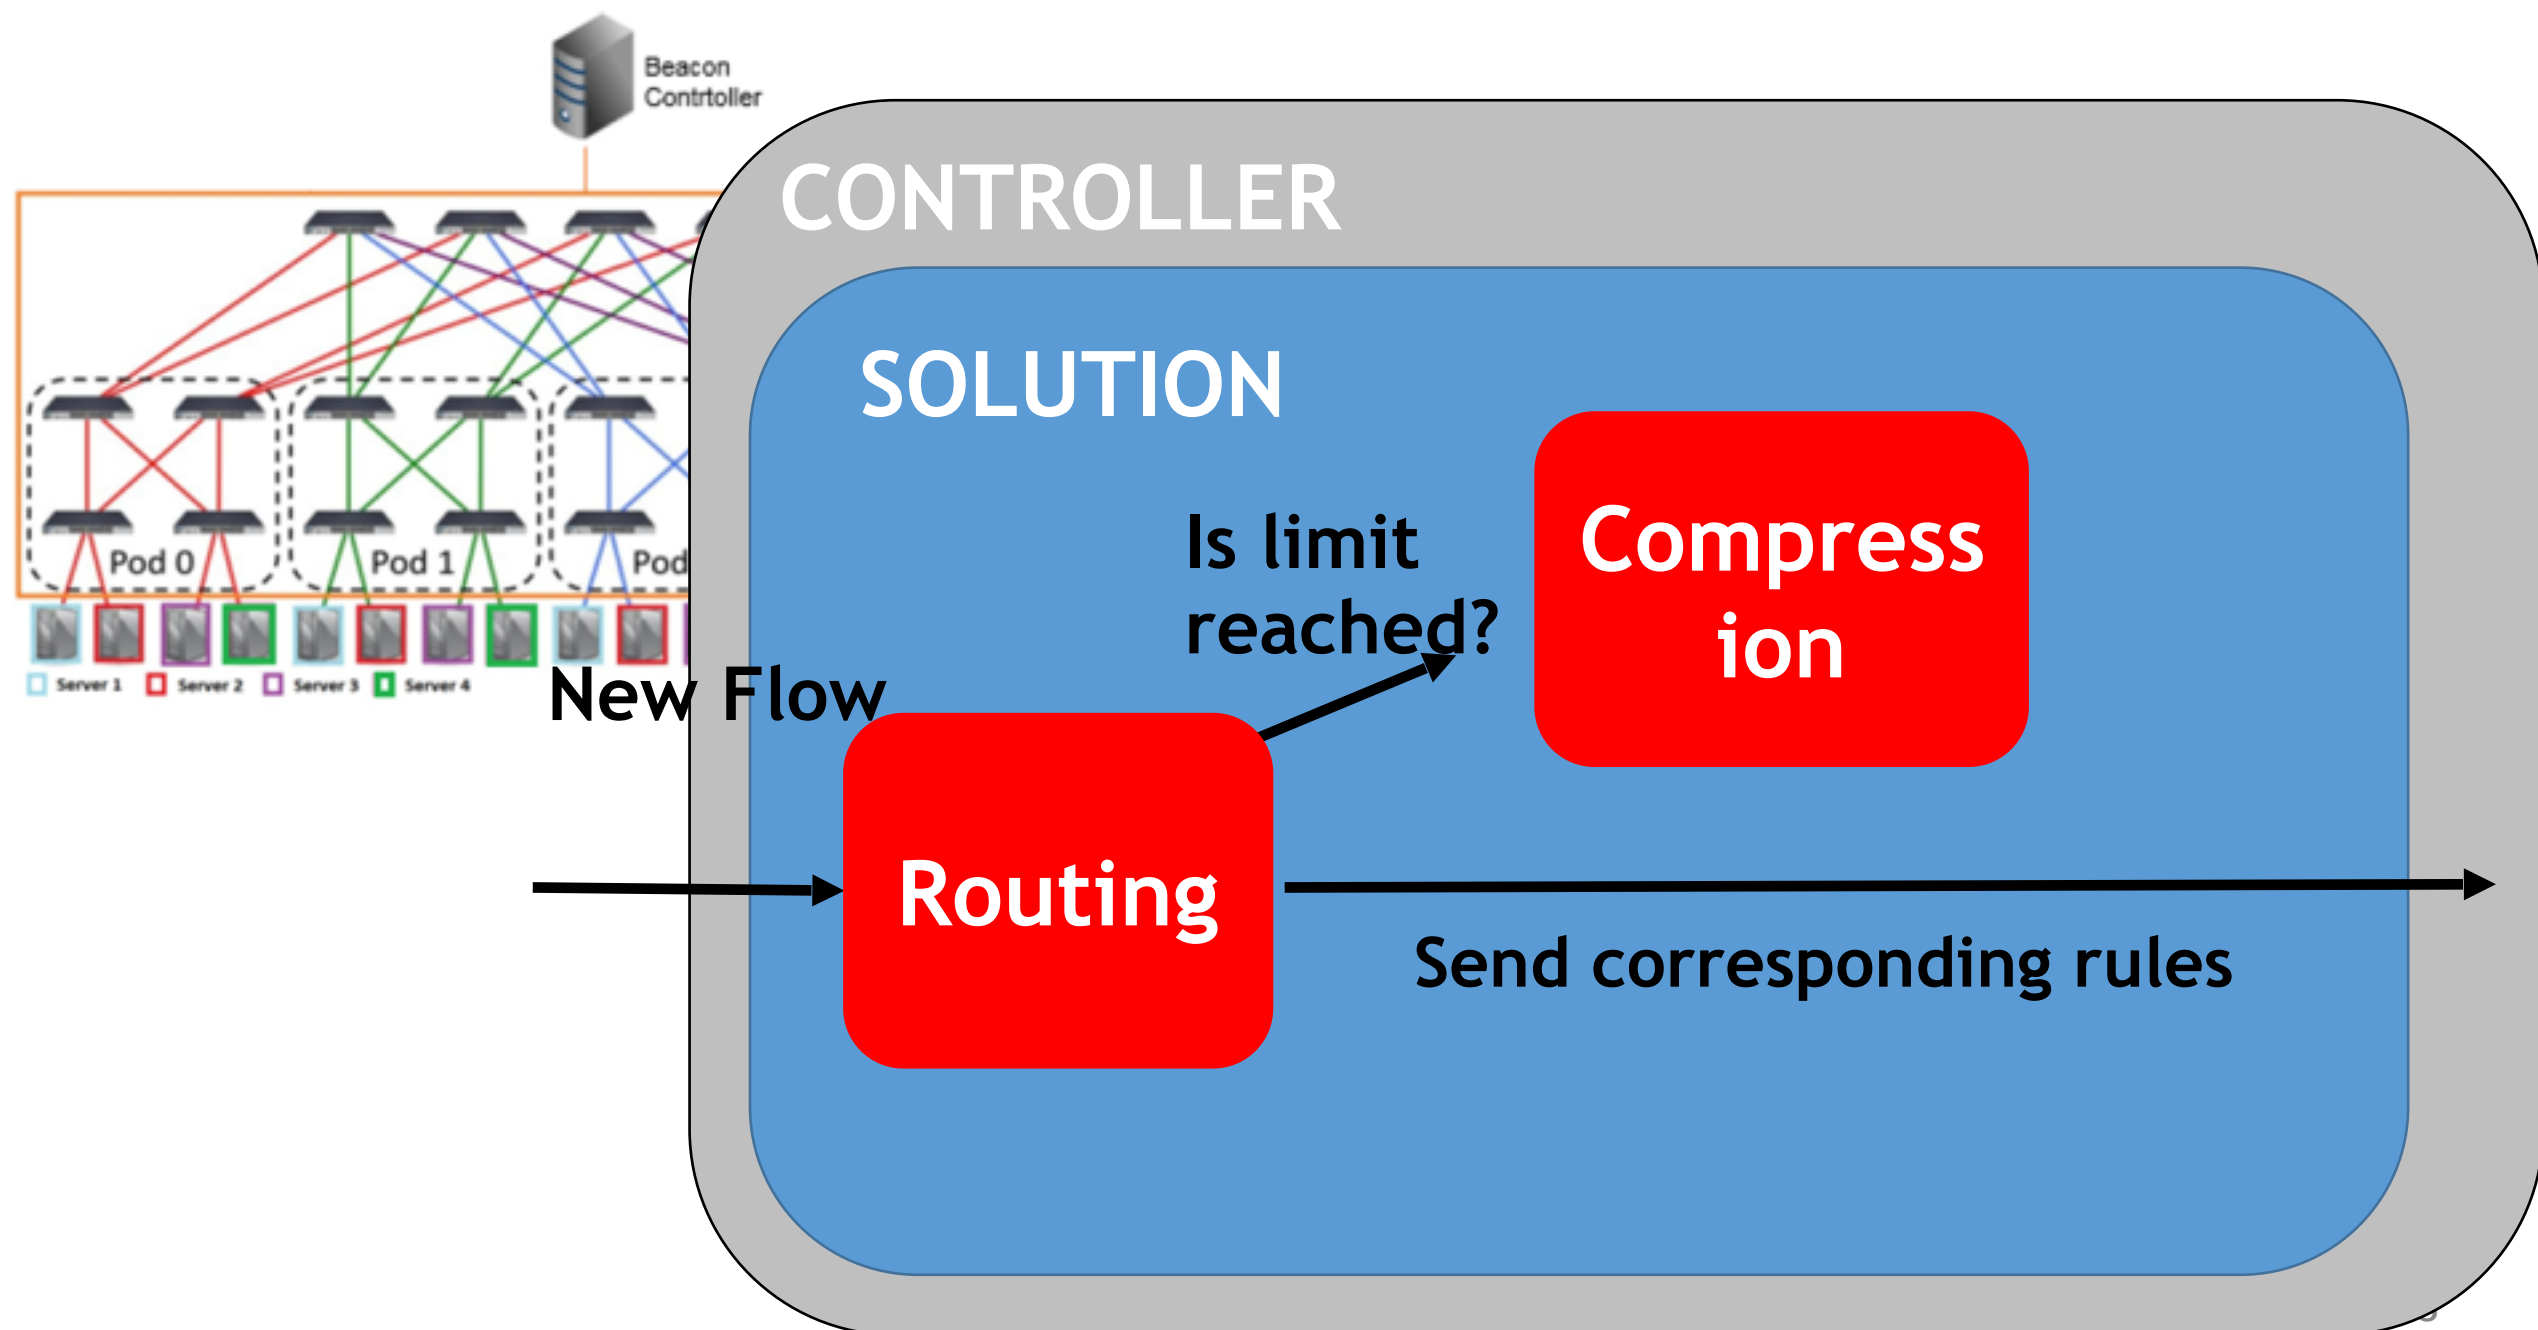 Beacon
Contrtoller
CONTROLLER
SOLUTION
Is limit
reached?
Compress
ion
Pod 0
Pod 1
Pod
Server 1
Server 2
Server 3
Server 4
New Flow
Routing
Send corresponding rules